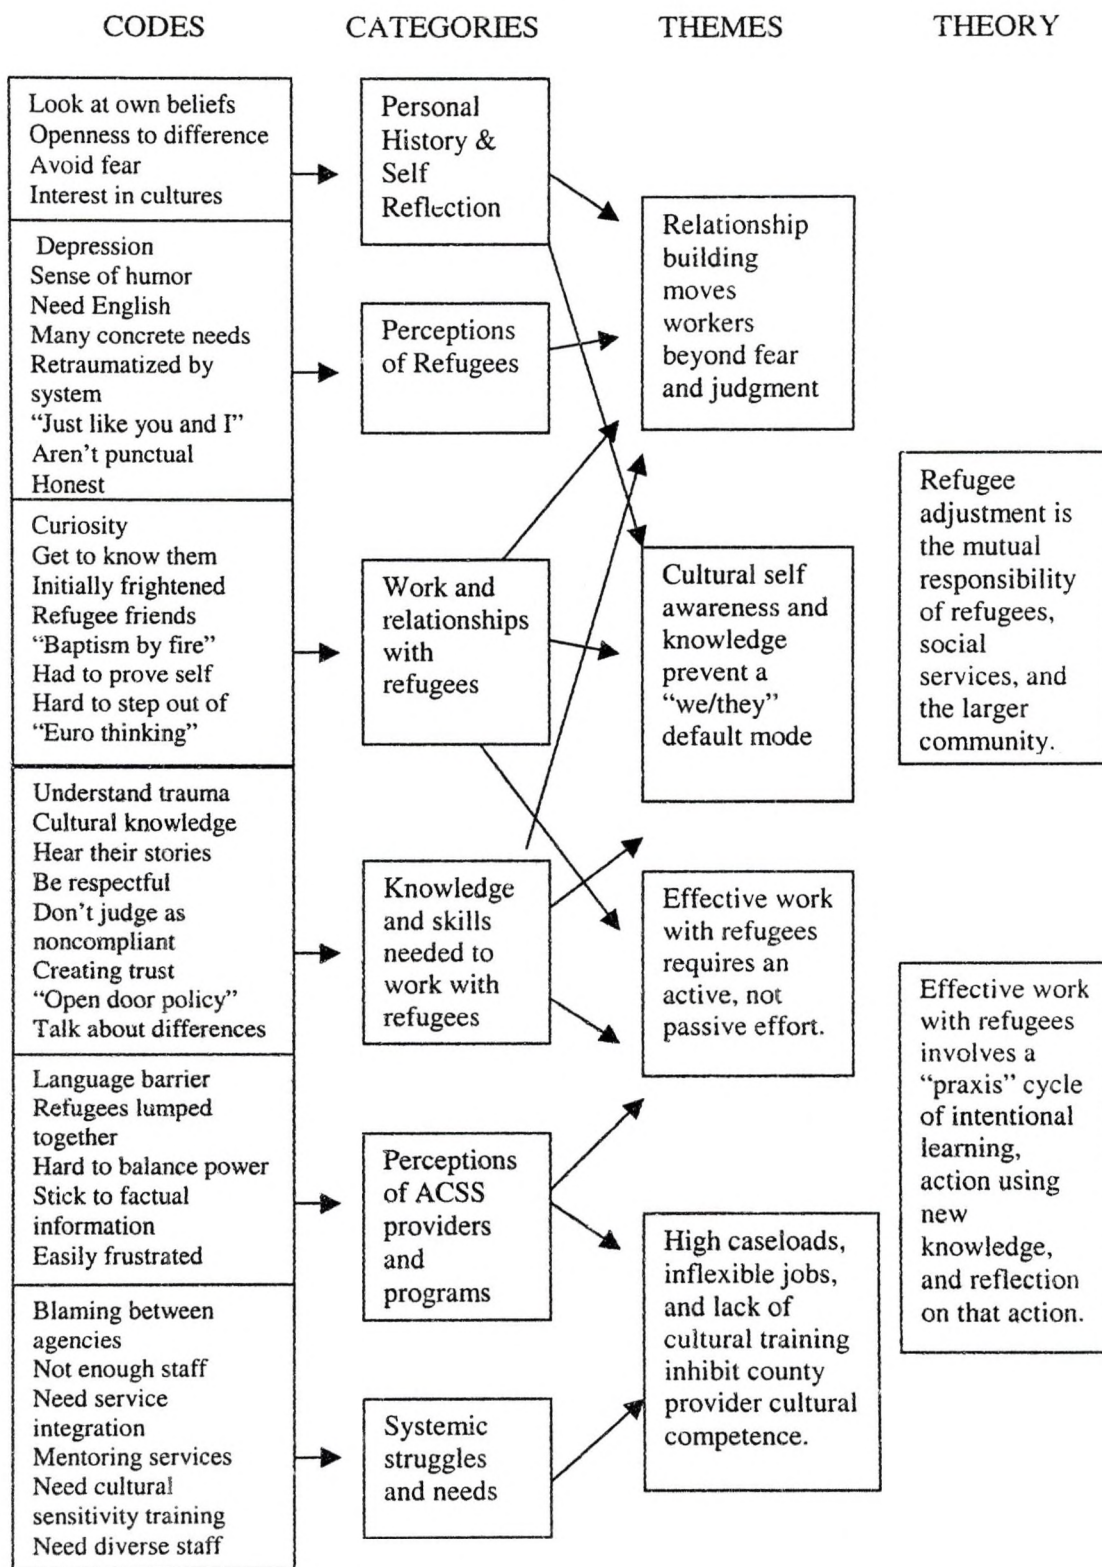 CODES CATEGORIES THEMES THEORY
Look at own beliefs
Openness to difference
Avoid fear
Interest in cultures
Depression
Sense of humor
Need English
Many concrete needs
Retraumatized by
system
“Just like you and I”
Aren’t punctual
Honest
Curiosity
Get to know them
Initially frightened
Refugee friends
“Baptism by fire”
Had to prove self
Hard to step out of
“Euro thinking”
Understand trauma
Cultural knowledge
Hear their stories
Be respectful
Don’t judge as
noncompliant
Creating trust
“Open door policy”
Talk about differences
Language barrier
Refugees lumped
together
Hard to balance power
Stick to factual
information
Easily frustrated
Blaming between
agencies
Not enough staff
Need service
integration
Mentoring services
Need cultural
sensitivity training
Need diverse staff
Personal
History &
Self
Reflection
Perceptions
of Refugees
Work and
relationships
with
refugees
Knowledge
and skills
needed to
work with
refugees
Perceptions
of ACSS
providers
and
programs
Systemic
struggles
and needs
Relationship
building
moves
workers
beyond fear
and judgment
Cultural self
awareness and
knowledge
prevent a
“we/they”
default mode
Effective work
with refugees
requires an
active, not
passive effort.
High caseloads,
inflexible jobs,
and lack of
cultural training
inhibit county
provider cultural
competence.
Refugee
adjustment is
the mutual
responsibility
of refugees,
social
services, and
the larger
community.
Effective work
with refugees
involves a
“praxis” cycle
of intentional
learning,
action using
new
knowledge,
and reflection
on that action.